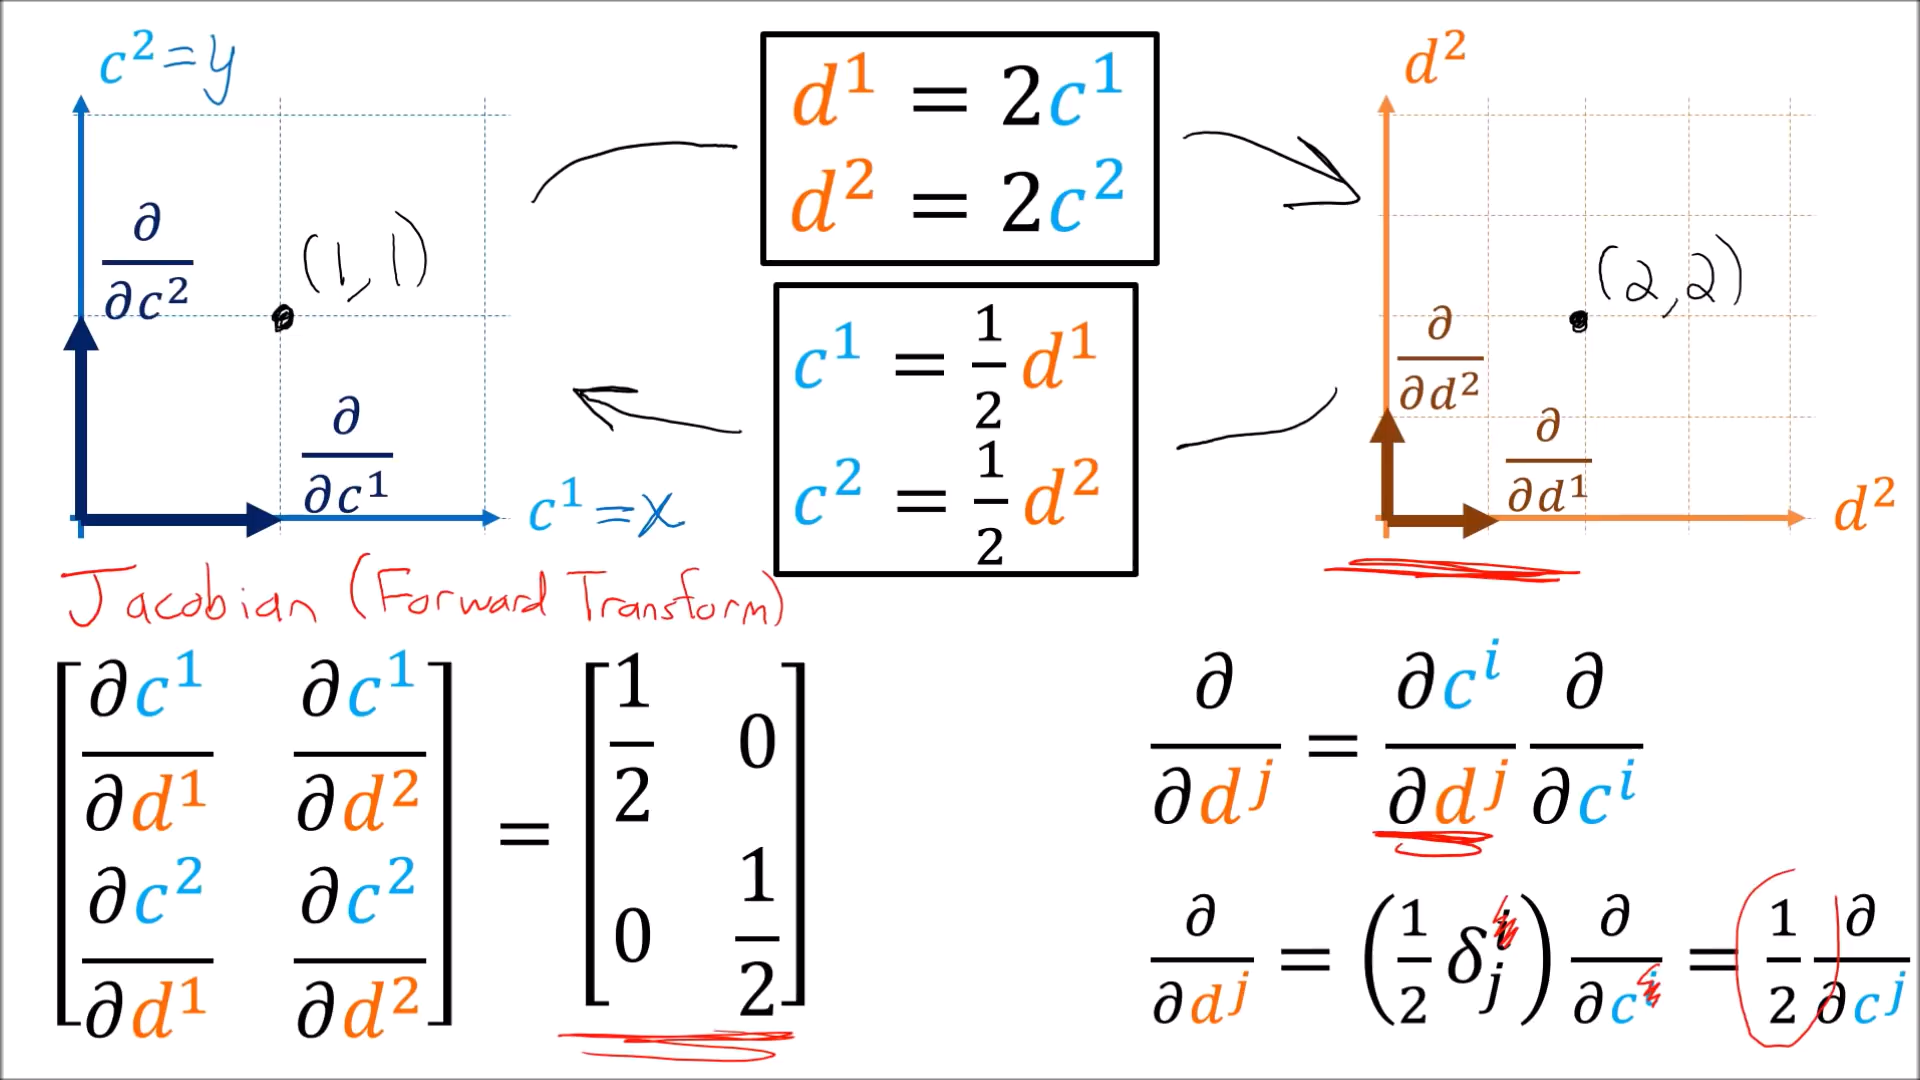 c² = y
d¹ = 2c¹
d² = 2c²
d²
∂/∂c²
(1,1)
∂/∂c¹
c¹ = x
c¹ = 1/2 d¹
c² = 1/2 d²
(2,2)
∂/∂d²
∂/∂d¹
d²
Jacobian (Forward Transform)
[∂c¹/∂d¹ ∂c¹/∂d²
∂c²/∂d¹ ∂c²/∂d²]
=
[1/2 0
0 1/2]
∂/∂dʲ = ∂cⁱ/∂dʲ ∂/∂cⁱ
∂/∂dʲ = (1/2 δⁱⱼ) ∂/∂cⁱ = 1/2 ∂/∂cʲ